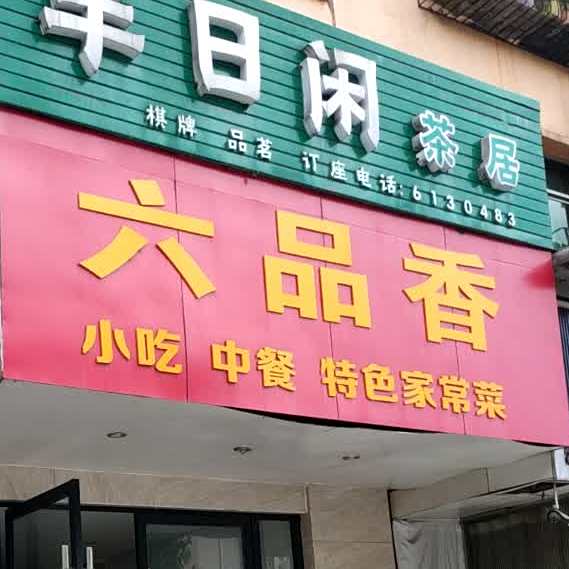 半日闲茶居
棋牌 品茗 订座电话:6130483
六品香
小吃 中餐 特色家常菜